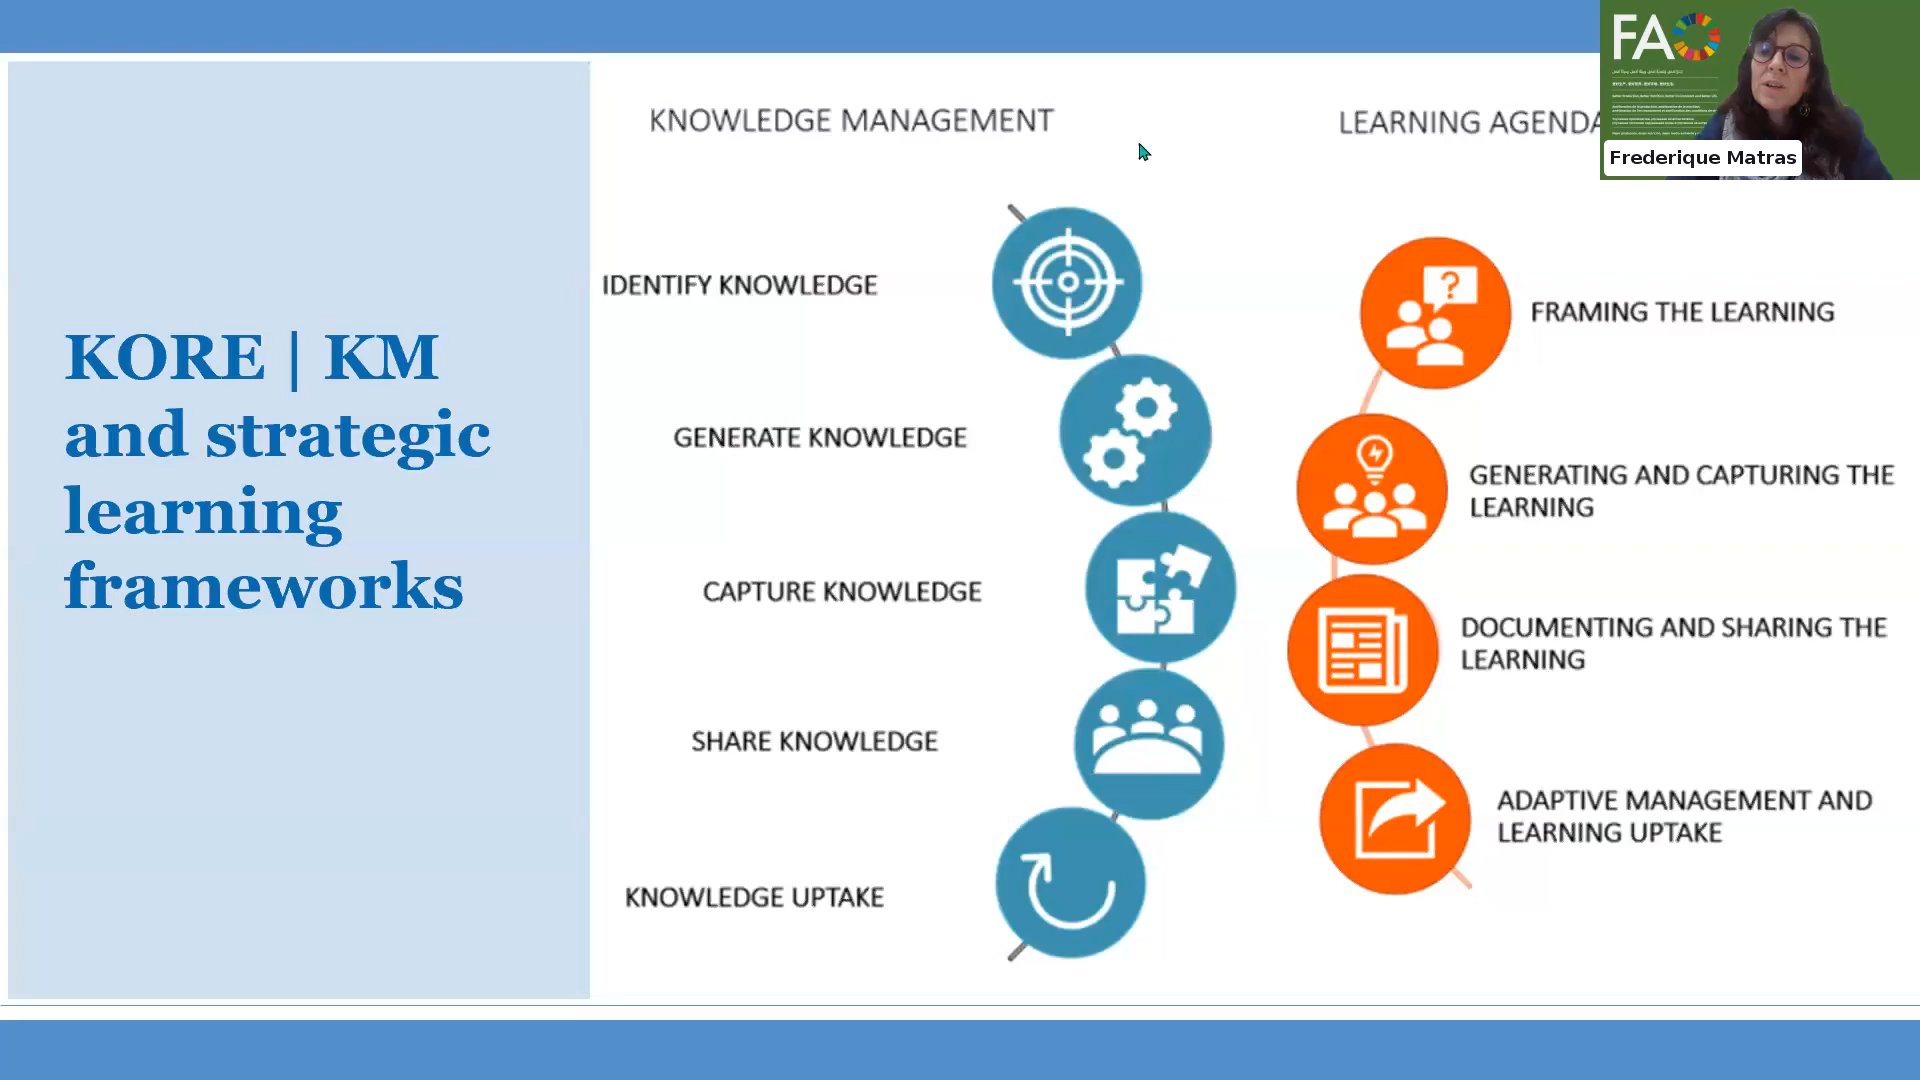 KORE | KM
and strategic
learning
frameworks
KNOWLEDGE MANAGEMENT
IDENTIFY KNOWLEDGE
GENERATE KNOWLEDGE
CAPTURE KNOWLEDGE
SHARE KNOWLEDGE
KNOWLEDGE UPTAKE
LEARNING AGENDA
?
FRAMING THE LEARNING
GENERATING AND CAPTURING THE
LEARNING
DOCUMENTING AND SHARING THE
LEARNING
ADAPTIVE MANAGEMENT AND
LEARNING UPTAKE
FAO
Frederique Matras